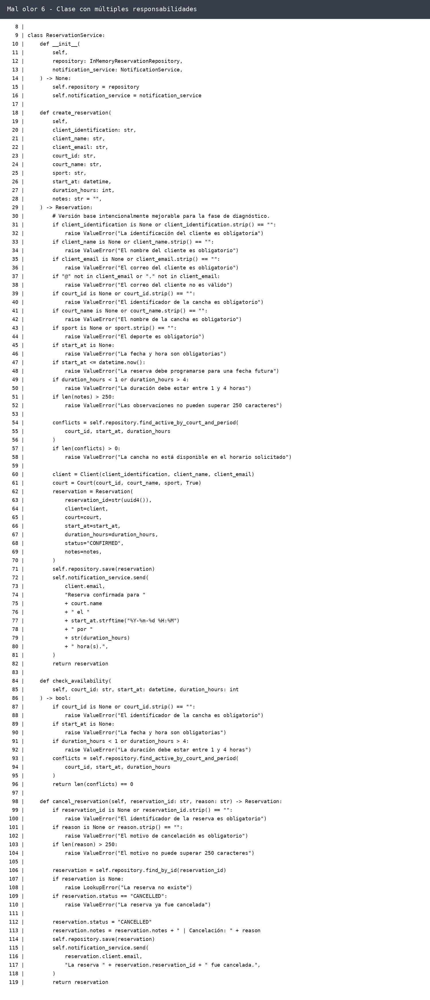 Mal olor 6 - Clase con múltiples responsabilidades
  8 |
  9 | class ReservationService:
 10 |     def __init__(
 11 |         self,
 12 |         repository: InMemoryReservationRepository,
 13 |         notification_service: NotificationService,
 14 |     ) -> None:
 15 |         self.repository = repository
 16 |         self.notification_service = notification_service
 17 |
 18 |     def create_reservation(
 19 |         self,
 20 |         client_identification: str,
 21 |         client_name: str,
 22 |         client_email: str,
 23 |         court_id: str,
 24 |         court_name: str,
 25 |         sport: str,
 26 |         start_at: datetime,
 27 |         duration_hours: int,
 28 |         notes: str = "",
 29 |     ) -> Reservation:
 30 |         # Versión base intencionalmente mejorable para la fase de diagnóstico.
 31 |         if client_identification is None or client_identification.strip() == "":
 32 |             raise ValueError("La identificación del cliente es obligatoria")
 33 |         if client_name is None or client_name.strip() == "":
 34 |             raise ValueError("El nombre del cliente es obligatorio")
 35 |         if client_email is None or client_email.strip() == "":
 36 |             raise ValueError("El correo del cliente es obligatorio")
 37 |         if "@" not in client_email or "." not in client_email:
 38 |             raise ValueError("El correo del cliente no es válido")
 39 |         if court_id is None or court_id.strip() == "":
 40 |             raise ValueError("El identificador de la cancha es obligatorio")
 41 |         if court_name is None or court_name.strip() == "":
 42 |             raise ValueError("El nombre de la cancha es obligatorio")
 43 |         if sport is None or sport.strip() == "":
 44 |             raise ValueError("El deporte es obligatorio")
 45 |         if start_at is None:
 46 |             raise ValueError("La fecha y hora son obligatorias")
 47 |         if start_at <= datetime.now():
 48 |             raise ValueError("La reserva debe programarse para una fecha futura")
 49 |         if duration_hours < 1 or duration_hours > 4:
 50 |             raise ValueError("La duración debe estar entre 1 y 4 horas")
 51 |         if len(notes) > 250:
 52 |             raise ValueError("Las observaciones no pueden superar 250 caracteres")
 53 |
 54 |         conflicts = self.repository.find_active_by_court_and_period(
 55 |             court_id, start_at, duration_hours
 56 |         )
 57 |         if len(conflicts) > 0:
 58 |             raise ValueError("La cancha no está disponible en el horario solicitado")
 59 |
 60 |         client = Client(client_identification, client_name, client_email)
 61 |         court = Court(court_id, court_name, sport, True)
 62 |         reservation = Reservation(
 63 |             reservation_id=str(uuid4()),
 64 |             client=client,
 65 |             court=court,
 66 |             start_at=start_at,
 67 |             duration_hours=duration_hours,
 68 |             status="CONFIRMED",
 69 |             notes=notes,
 70 |         )
 71 |         self.repository.save(reservation)
 72 |         self.notification_service.send(
 73 |             client.email,
 74 |             "Reserva confirmada para "
 75 |             + court.name
 76 |             + " el "
 77 |             + start_at.strftime("%Y-%m-%d %H:%M")
 78 |             + " por "
 79 |             + str(duration_hours)
 80 |             + " hora(s).",
 81 |         )
 82 |         return reservation
 83 |
 84 |     def check_availability(
 85 |         self, court_id: str, start_at: datetime, duration_hours: int
 86 |     ) -> bool:
 87 |         if court_id is None or court_id.strip() == "":
 88 |             raise ValueError("El identificador de la cancha es obligatorio")
 89 |         if start_at is None:
 90 |             raise ValueError("La fecha y hora son obligatorias")
 91 |         if duration_hours < 1 or duration_hours > 4:
 92 |             raise ValueError("La duración debe estar entre 1 y 4 horas")
 93 |         conflicts = self.repository.find_active_by_court_and_period(
 94 |             court_id, start_at, duration_hours
 95 |         )
 96 |         return len(conflicts) == 0
 97 |
 98 |     def cancel_reservation(self, reservation_id: str, reason: str) -> Reservation:
 99 |         if reservation_id is None or reservation_id.strip() == "":
100 |             raise ValueError("El identificador de la reserva es obligatorio")
101 |         if reason is None or reason.strip() == "":
102 |             raise ValueError("El motivo de cancelación es obligatorio")
103 |         if len(reason) > 250:
104 |             raise ValueError("El motivo no puede superar 250 caracteres")
105 |
106 |         reservation = self.repository.find_by_id(reservation_id)
107 |         if reservation is None:
108 |             raise LookupError("La reserva no existe")
109 |         if reservation.status == "CANCELLED":
110 |             raise ValueError("La reserva ya fue cancelada")
111 |
112 |         reservation.status = "CANCELLED"
113 |         reservation.notes = reservation.notes + " | Cancelación: " + reason
114 |         self.repository.save(reservation)
115 |         self.notification_service.send(
116 |             reservation.client.email,
117 |             "La reserva " + reservation.reservation_id + " fue cancelada.",
118 |         )
119 |         return reservation